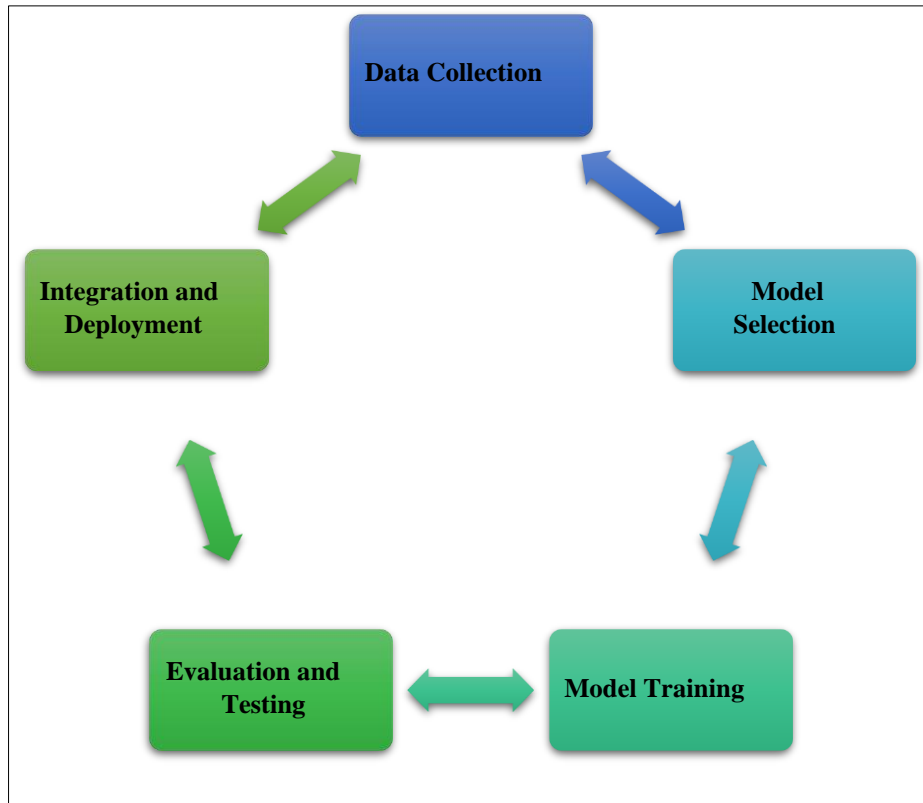 Data Collection
Model
Selection
Model Training
Evaluation and
Testing
Integration and
Deployment